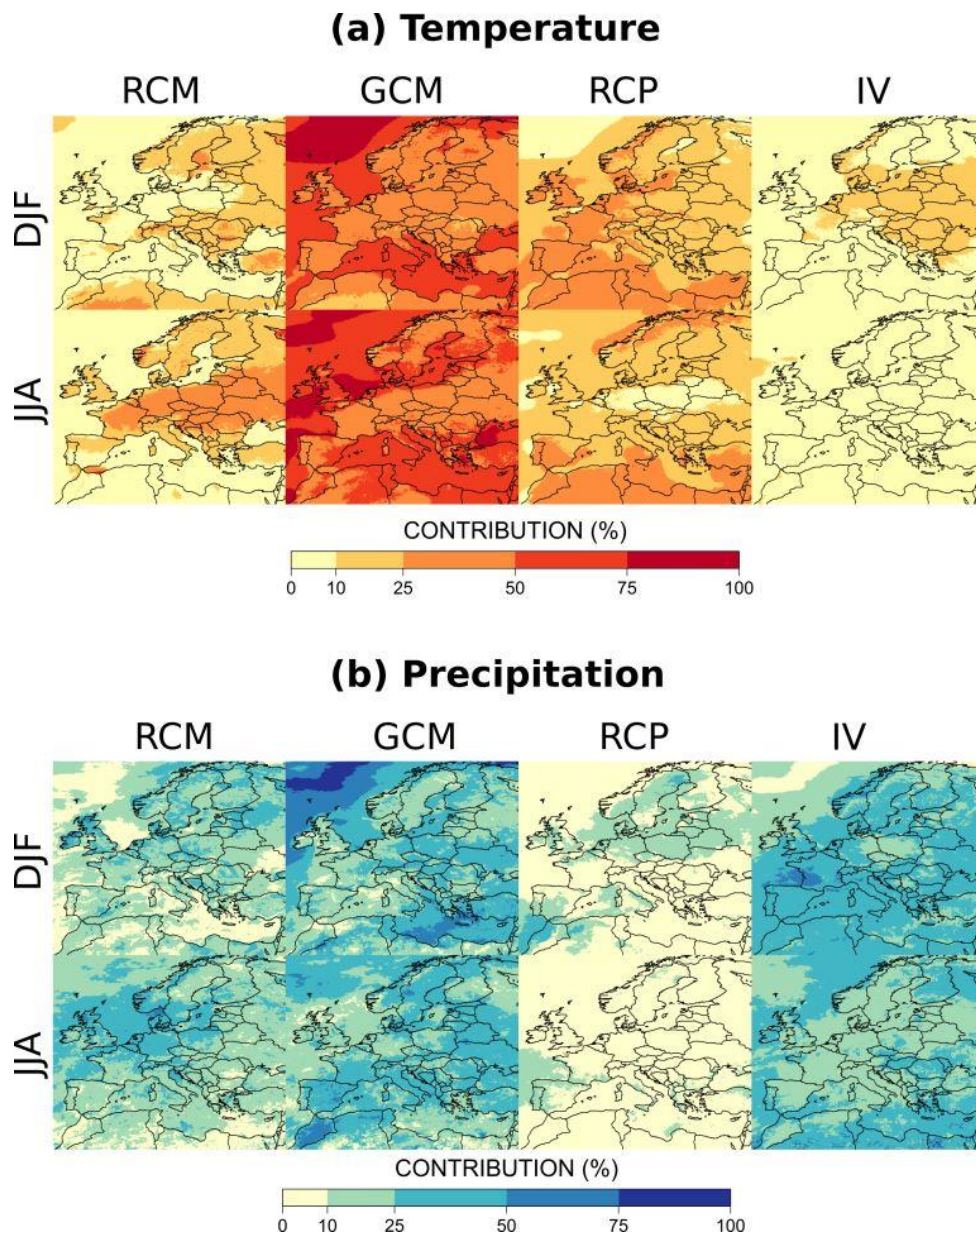 (a) Temperature
RCM GCM RCP IV
DJF
JJA
CONTRIBUTION (%)
0 10 25 50 75 100
(b) Precipitation
RCM GCM RCP IV
DJF
JJA
CONTRIBUTION (%)
0 10 25 50 75 100